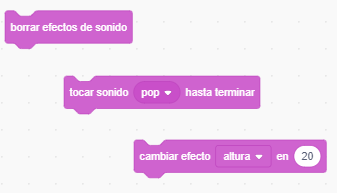 borrar efectos de sonido
tocar sonido pop hasta terminar
cambiar efecto altura en 20